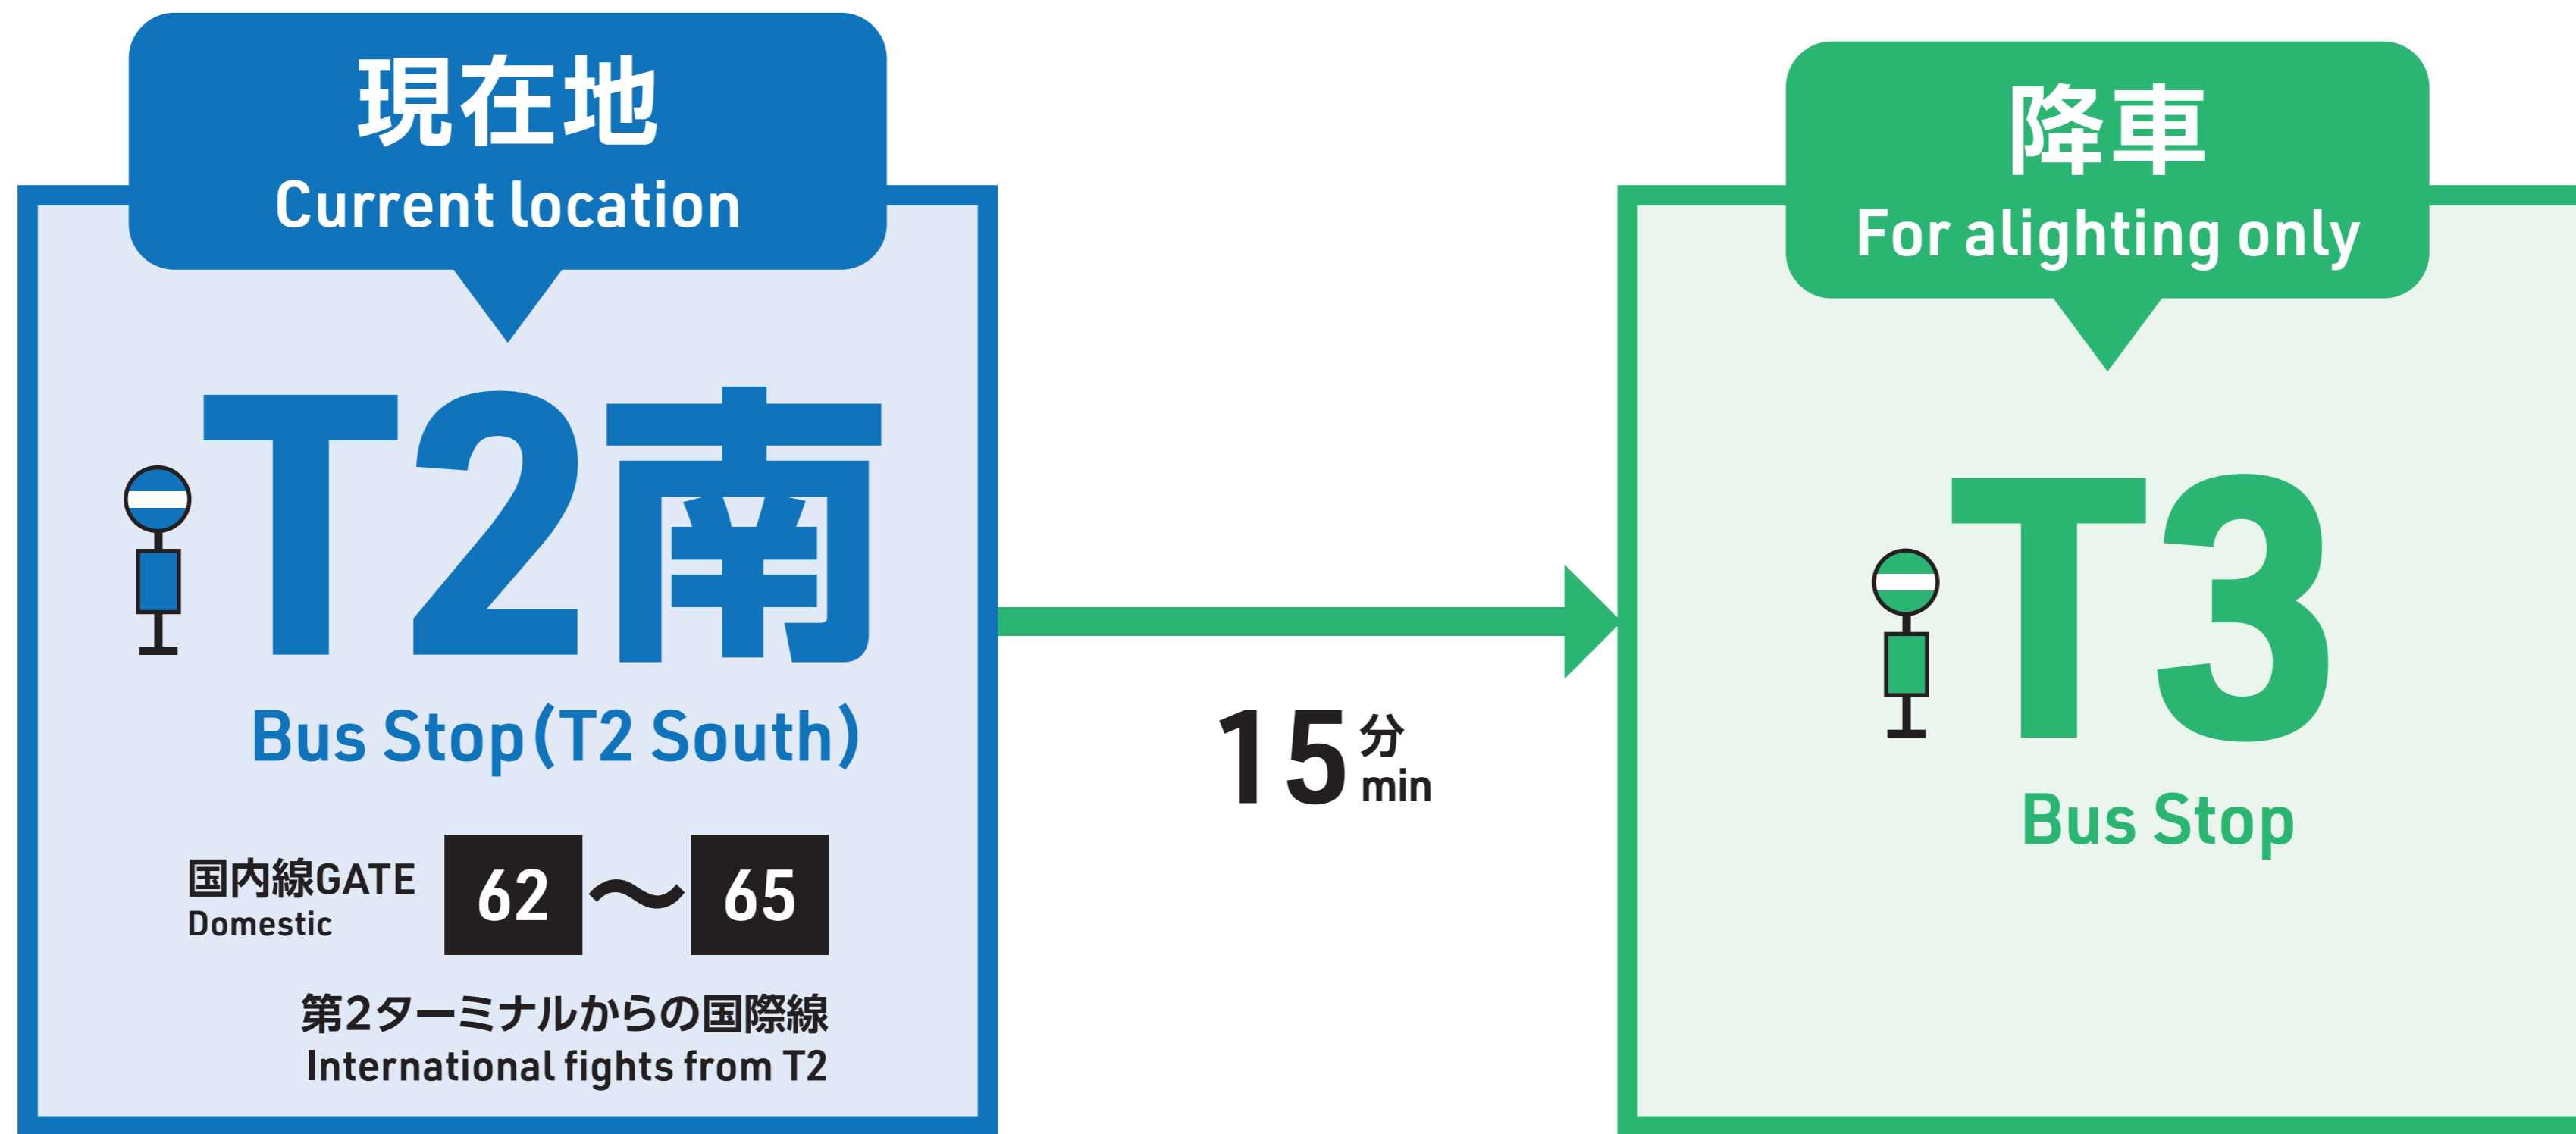 現在地
Current location
T2南
Bus Stop(T2 South)
国内線GATE
Domestic
62～65
第2ターミナルからの国際線
International fights from T2
15分
min
降車
For alighting only
T3
Bus Stop